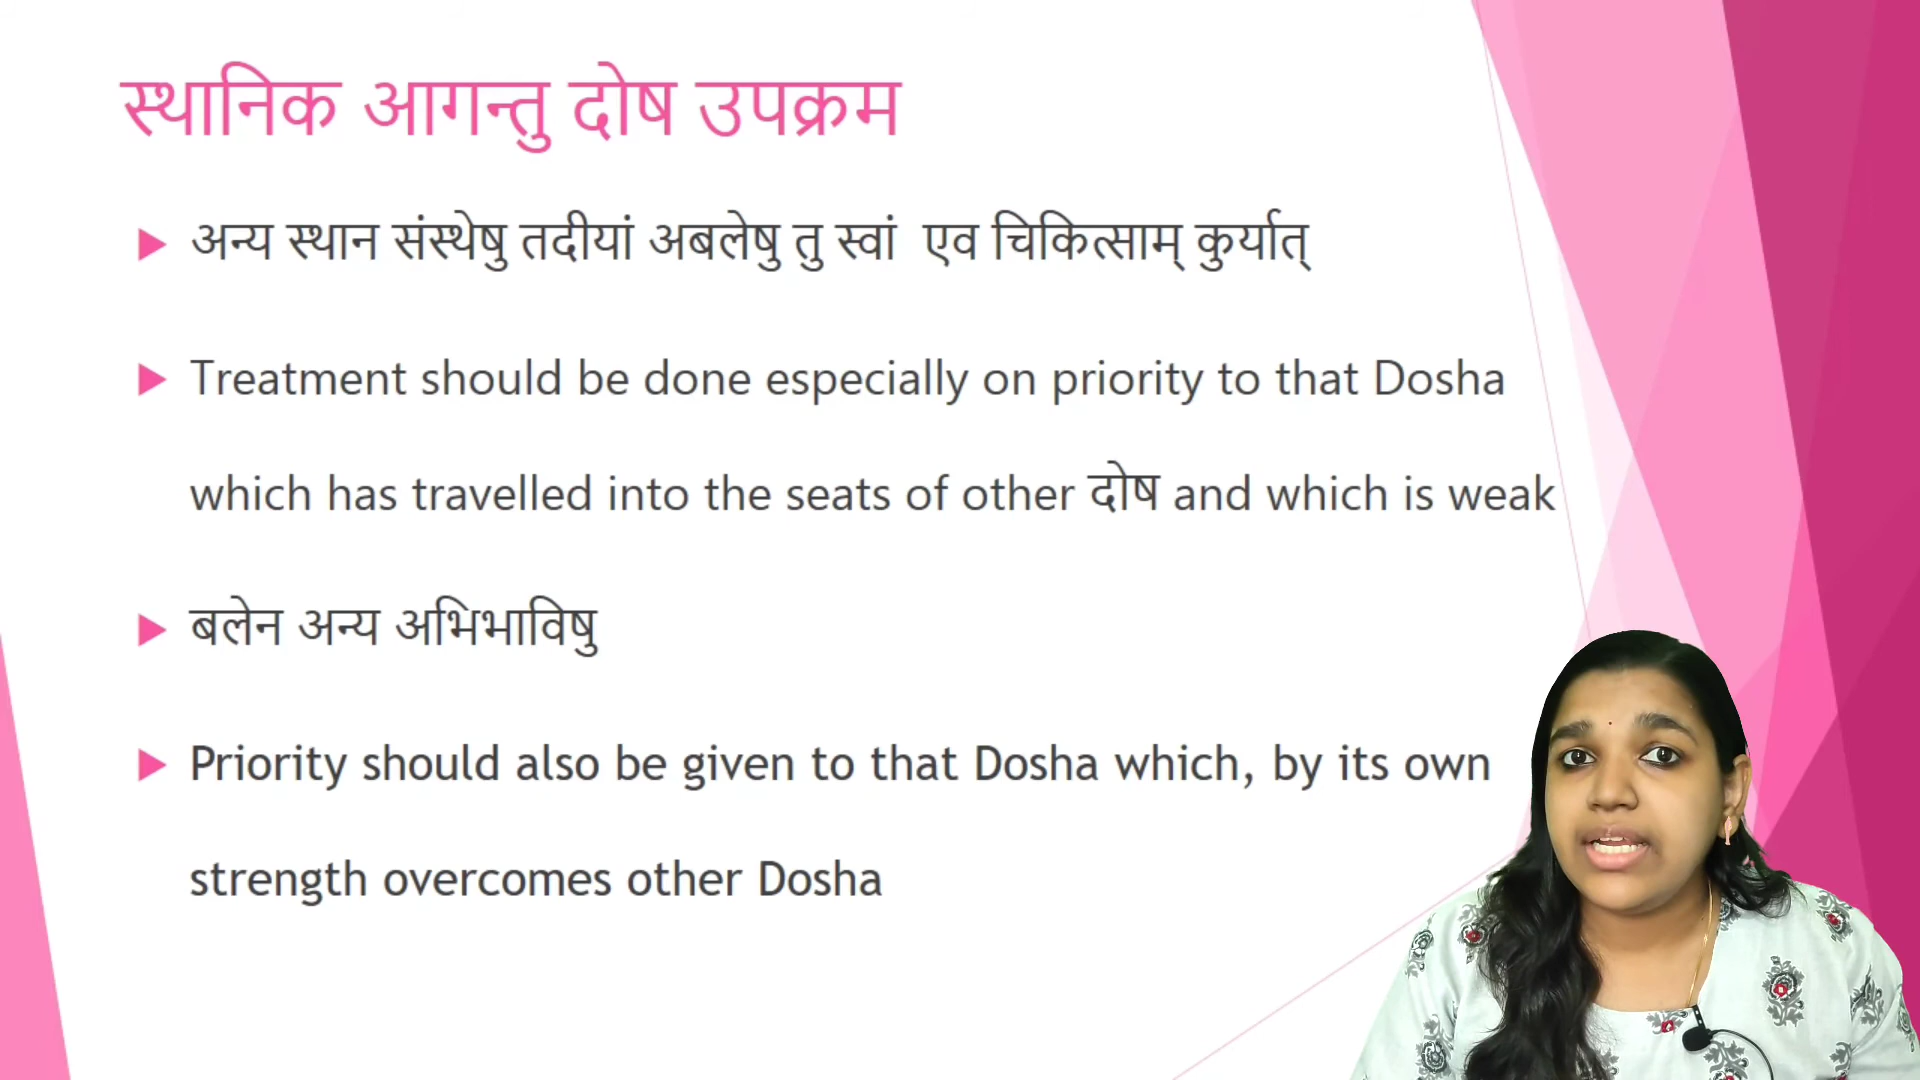 स्थानिक आगन्तु दोष उपक्रम
अन्य स्थान संस्थेषु तदीयां अबलेषु तु स्वां एव चिकित्साम् कुर्यात्
Treatment should be done especially on priority to that Dosha
which has travelled into the seats of other दोष and which is weak
बलेन अन्य अभिभाविषु
Priority should also be given to that Dosha which, by its own
strength overcomes other Dosha